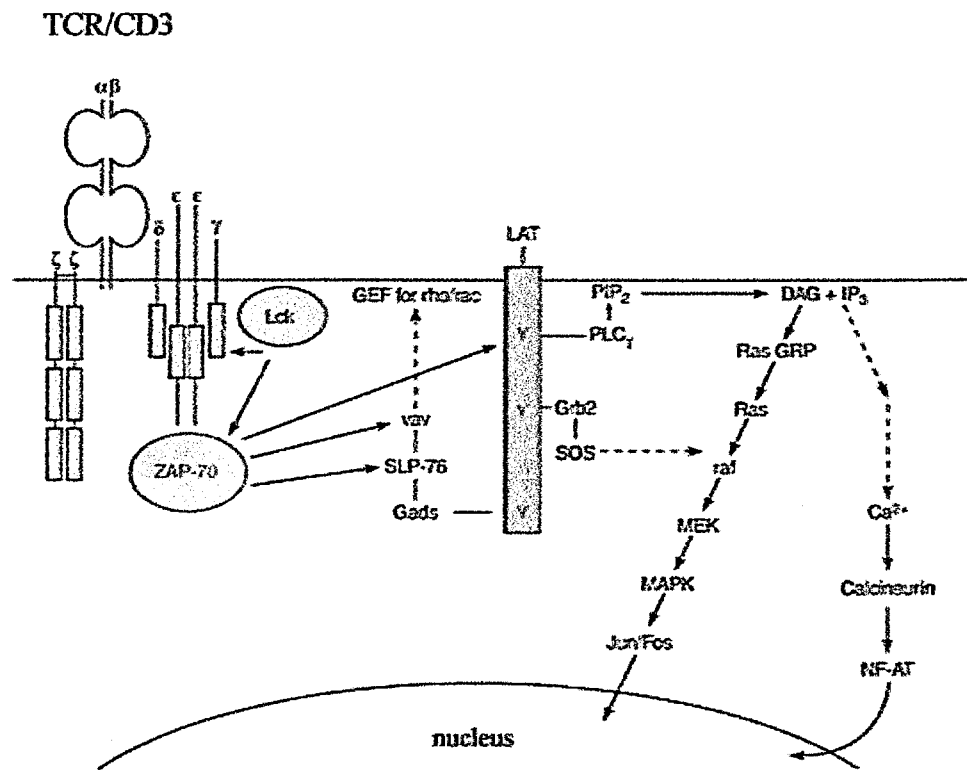 TCR/CD3
αβ
ε ε
δ γ
ζ ζ
LAT
GEF for rho/rac
Lck
PIP2
DAG + IP3
Y
PLCγ
Ras GRP
Y
Grb2
Ras
vav
SOS
raf
ZAP-70
SLP-76
Gads
Y
MEK
Ca2+
MAPK
Calcineurin
Jun/Fos
NF-AT
nucleus